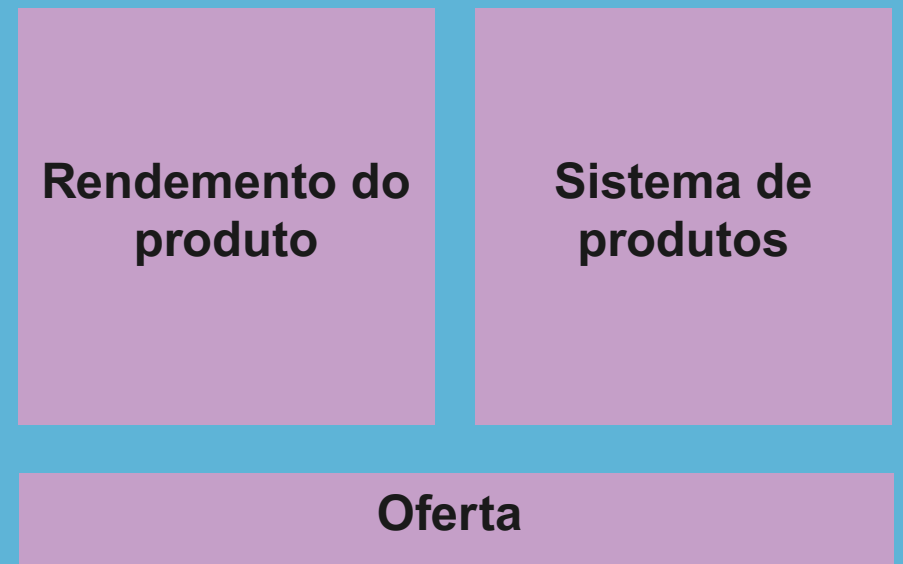 Rendemento do
produto
Sistema de
produtos
Oferta